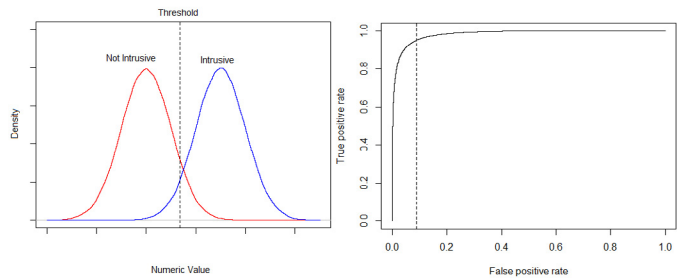 Threshold
Not Intrusive
Intrusive
Density
Numeric Value
True positive rate
0.0
0.2
0.4
0.6
0.8
1.0
0.0
0.2
0.4
0.6
0.8
1.0
False positive rate